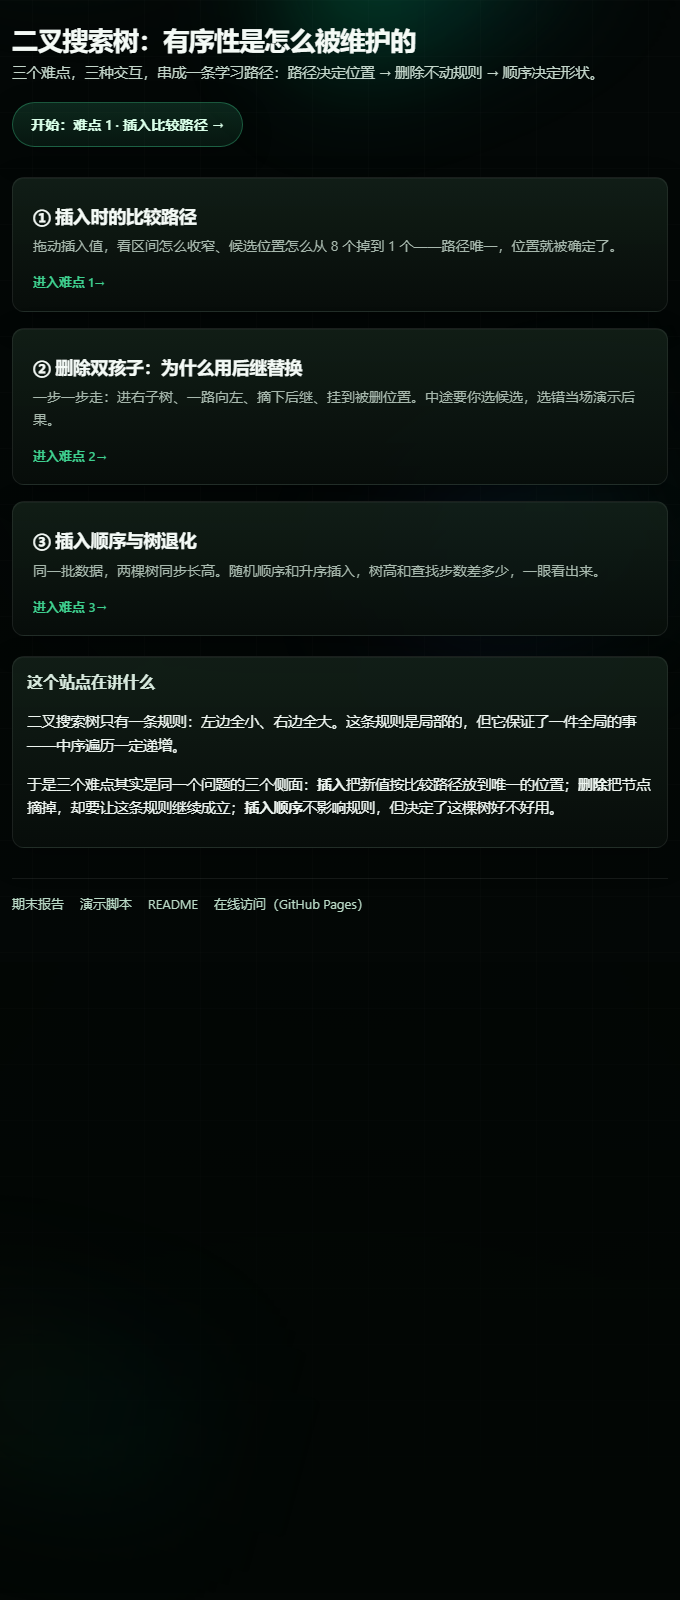 二叉搜索树：有序性是怎么被维护的
三个难点，三种交互，串成一条学习路径：路径决定位置 → 删除不动规则 → 顺序决定形状。
开始：难点 1 · 插入比较路径 →
① 插入时的比较路径
拖动插入值，看区间怎么收窄、候选位置怎么从 8 个掉到 1 个——路径唯一，位置就被确定了。
进入难点 1→
② 删除双孩子：为什么用后继替换
一步一步走：进右子树、一路向左、摘下后继、挂到被删位置。中途要你选候选，选错当场演示后
果。
进入难点 2→
③ 插入顺序与树退化
同一批数据，两棵树同步长高。随机顺序和升序插入，树高和查找步数差多少，一眼看出来。
进入难点 3→
这个站点在讲什么
二叉搜索树只有一条规则：左边全小、右边全大。这条规则是局部的，但它保证了一件全局的事
——中序遍历一定递增。
于是三个难点其实是同一个问题的三个侧面：插入把新值按比较路径放到唯一的位置；删除把节点
摘掉，却要让这条规则继续成立；插入顺序不影响规则，但决定了这棵树好不好用。
期末报告 演示脚本 README 在线访问（GitHub Pages）